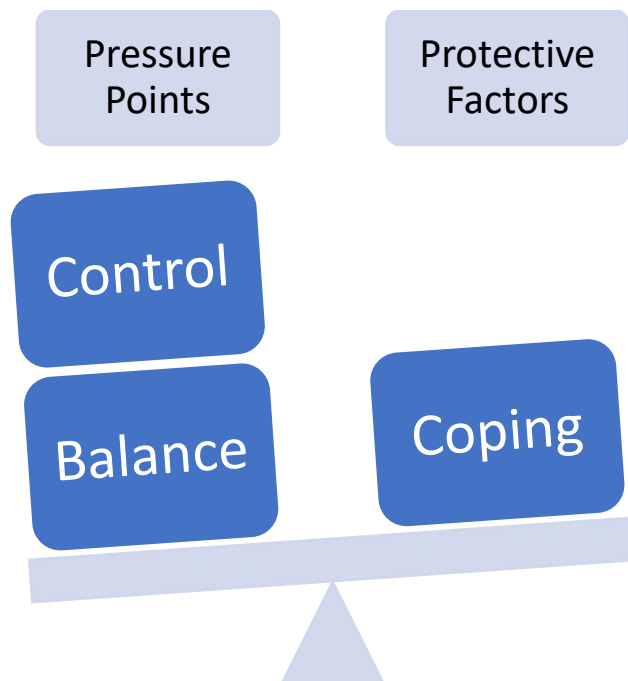 Pressure
Points
Protective
Factors
Control
Balance
Coping